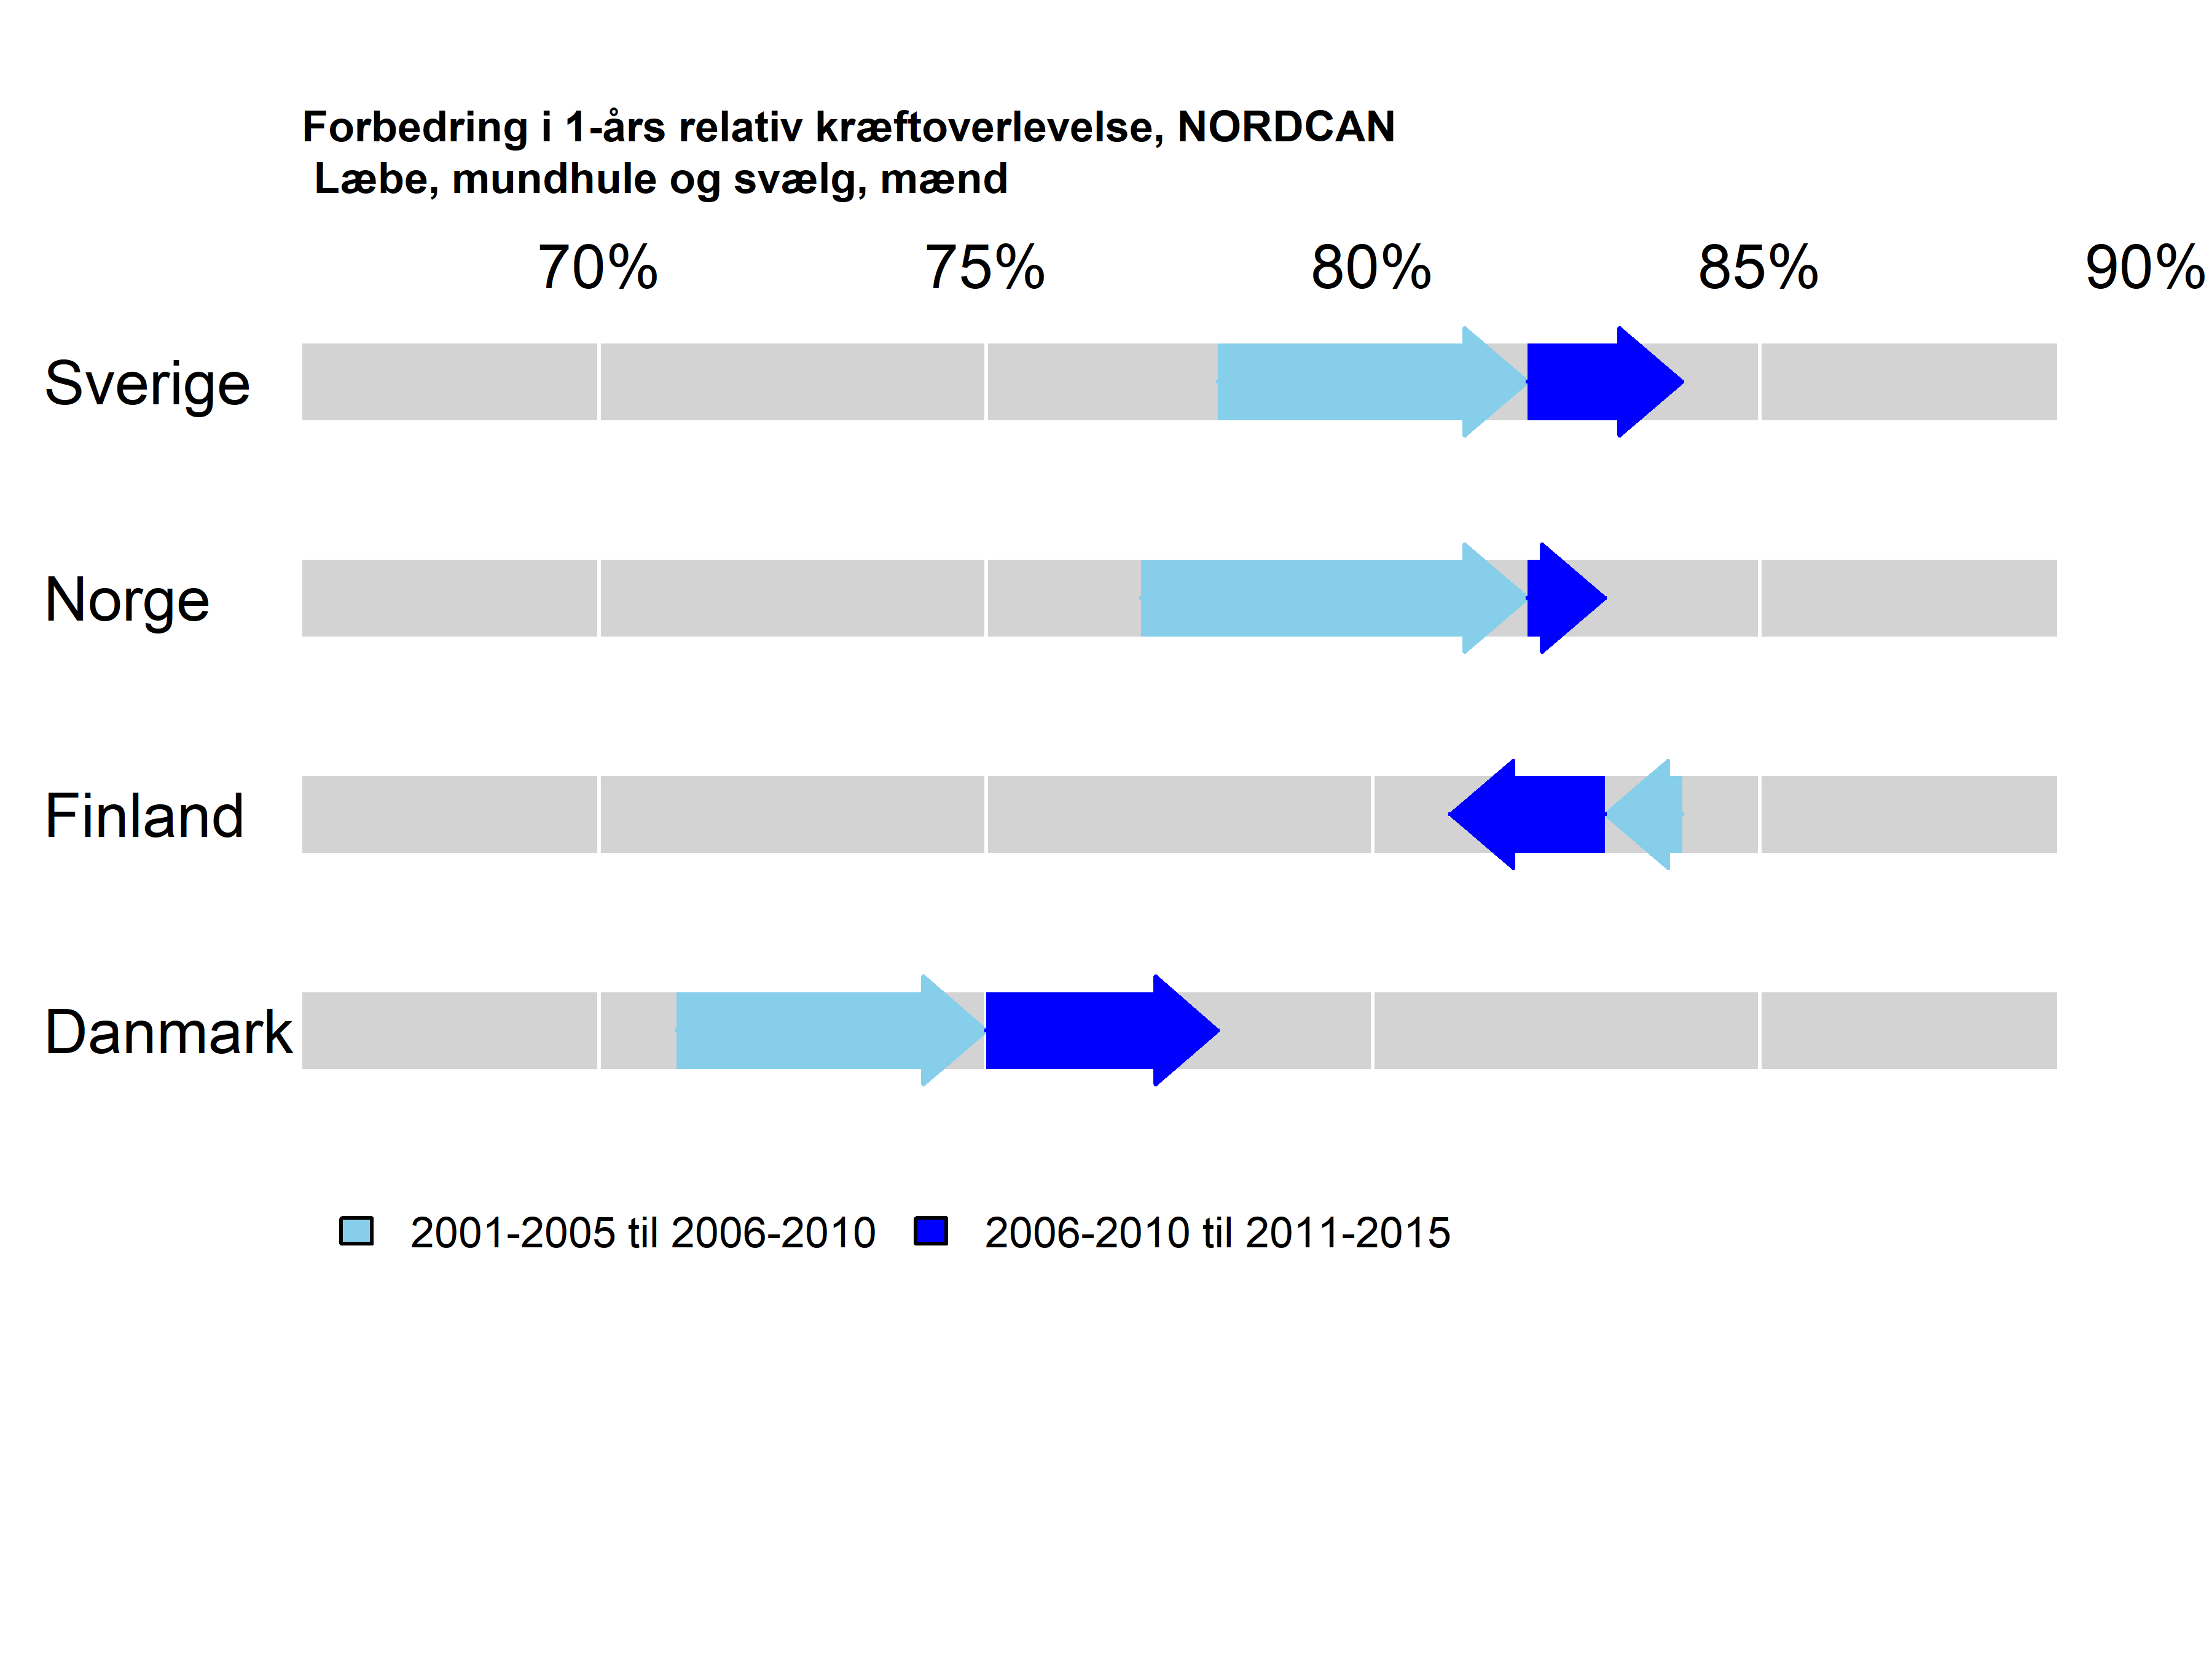 Forbedring i 1-års relativ kræftoverlevelse, NORDCAN
Læbe, mundhule og svælg, mænd
70% 75% 80% 85% 90%
Sverige
Norge
Finland
Danmark
2001-2005 til 2006-2010 2006-2010 til 2011-2015